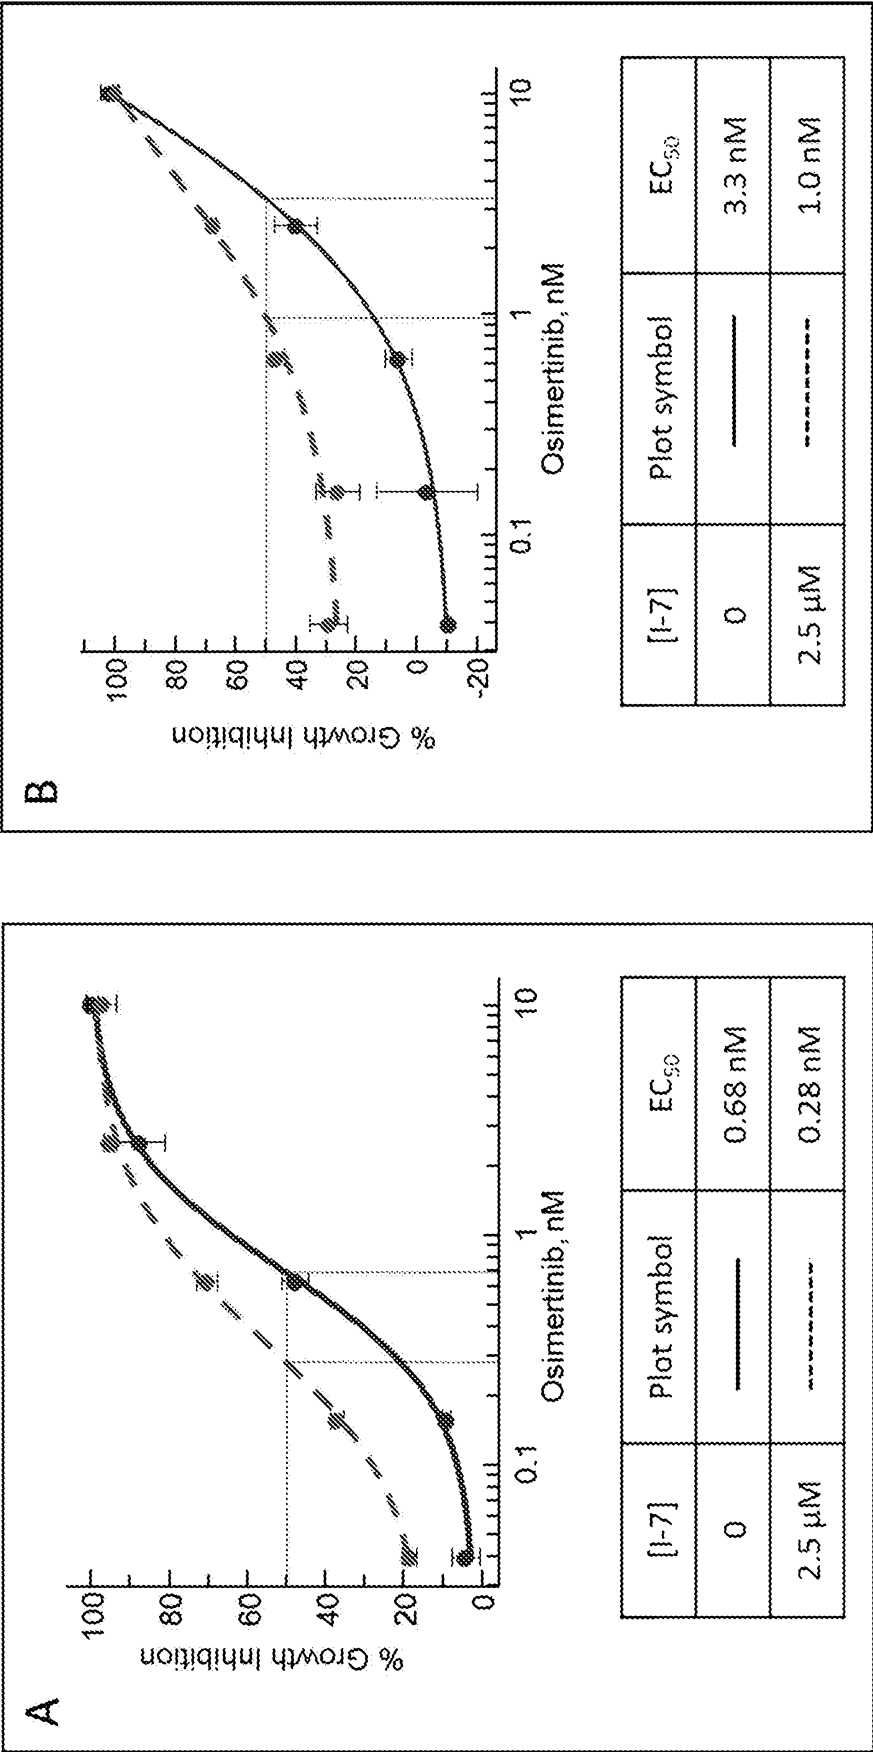 A
% Growth Inhibition
100
80
60
40
20
0
0.1
1
10
Osimertinib, nM
[I-7] Plot symbol EC50
0 0.68 nM
2.5 µM 0.28 nM
B
% Growth Inhibition
100
80
60
40
20
0
-20
0.1
1
10
Osimertinib, nM
[I-7] Plot symbol EC50
0 3.3 nM
2.5 µM 1.0 nM